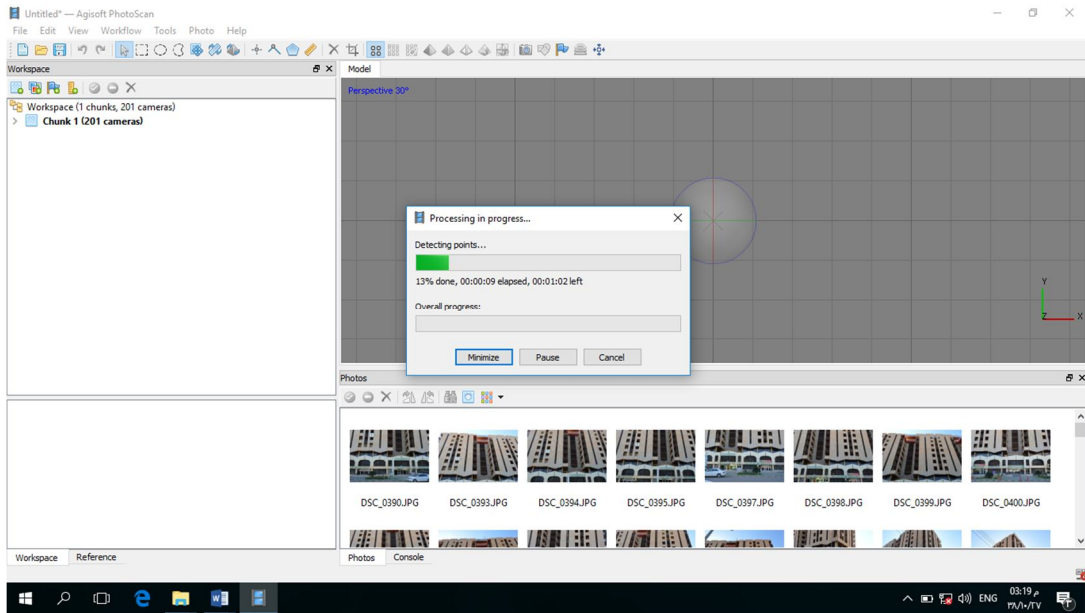 Untitled* — Agisoft PhotoScan
File Edit View Workflow Tools Photo Help
Workspace
Workspace (1 chunks, 201 cameras)
Chunk 1 (201 cameras)
Model
Perspective 30°
Y
Z X
Processing in progress...
Detecting points...
13% done, 00:00:09 elapsed, 00:01:02 left
Overall progress:
Minimize Pause Cancel
Photos
DSC_0390.JPG DSC_0393.JPG DSC_0394.JPG DSC_0395.JPG DSC_0397.JPG DSC_0398.JPG DSC_0399.JPG DSC_0400.JPG
Workspace Reference
Photos Console
ENG
03:19 م